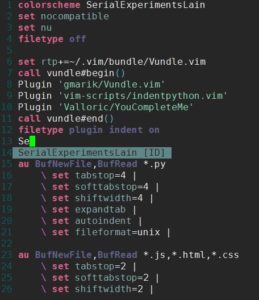 1 colorscheme SerialExperimentsLain
2 set nocompatible
3 set nu
4 filetype off
5
6 set rtp+=~/.vim/bundle/Vundle.vim
7 call vundle#begin()
8 Plugin 'gmarik/Vundle.vim'
9 Plugin 'vim-scripts/indentpython.vim'
10 Plugin 'Valloric/YouCompleteMe'
11 call vundle#end()
12 filetype plugin indent on
13 Se
14 SerialExperimentsLain [ID]
15 au BufNewFile,BufRead *.py
16 \ set tabstop=4 |
17 \ set softtabstop=4 |
18 \ set shiftwidth=4 |
19 \ set expandtab |
20 \ set autoindent |
21 \ set fileformat=unix |
22
23 au BufNewFile,BufRead *.js,*.html,*.css
24 \ set tabstop=2 |
25 \ set softtabstop=2 |
26 \ set shiftwidth=2 |